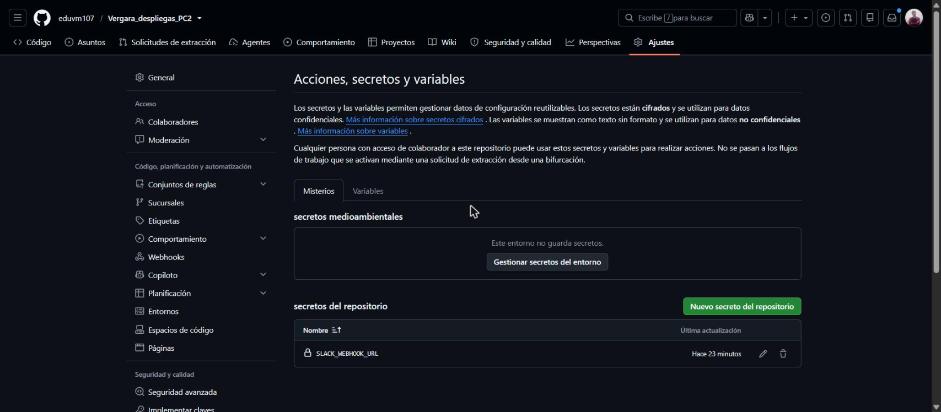 eduvm107 / Vergara_despliegas_PC2
Escribe / para buscar
Código Asuntos Solicitudes de extracción Agentes Comportamiento Proyectos Wiki Seguridad y calidad Perspectivas Ajustes
General
Acceso
Colaboradores
Moderación
Código, planificación y automatización
Conjuntos de reglas
Sucursales
Etiquetas
Comportamiento
Webhooks
Copiloto
Planificación
Entornos
Espacios de código
Páginas
Seguridad y calidad
Seguridad avanzada
Implementar claves
Acciones, secretos y variables
Los secretos y las variables permiten gestionar datos de configuración reutilizables. Los secretos están cifrados y se utilizan para datos
confidenciales. Más información sobre secretos cifrados . Las variables se muestran como texto sin formato y se utilizan para datos no confidenciales
. Más información sobre variables .
Cualquier persona con acceso de colaborador a este repositorio puede usar estos secretos y variables para realizar acciones. No se pasan a los flujos
de trabajo que se activan mediante una solicitud de extracción desde una bifurcación.
Misterios Variables
secretos medioambientales
Este entorno no guarda secretos.
Gestionar secretos del entorno
secretos del repositorio Nuevo secreto del repositorio
Nombre Última actualización
SLACK_WEBHOOK_URL Hace 23 minutos